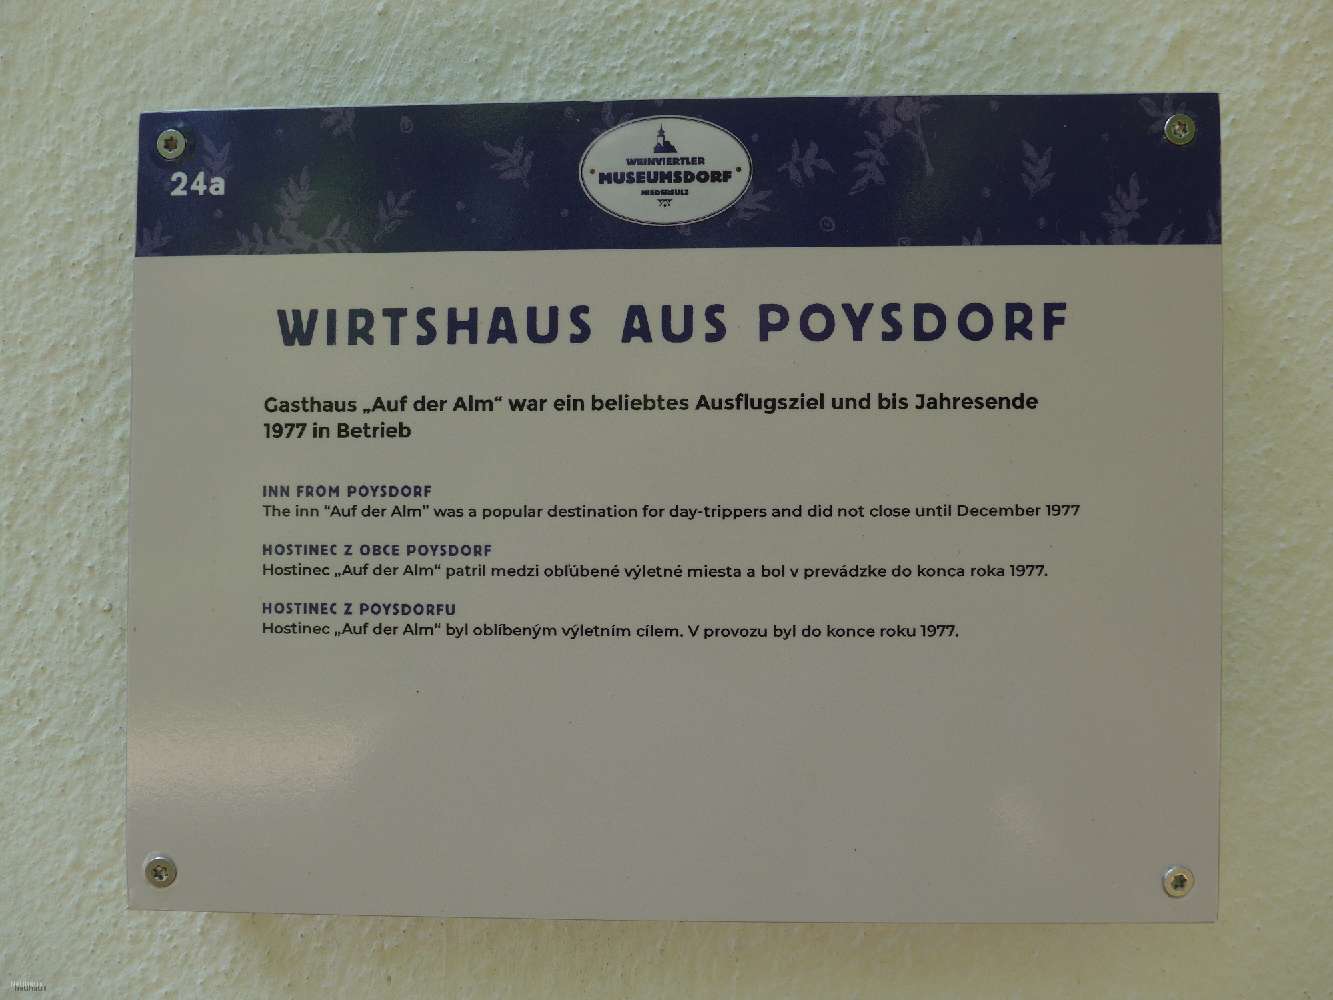 24a
WEINVIERTLER
MUSEUMSDORF
NIEDERSULZ
WIRTSHAUS AUS POYSDORF
Gasthaus „Auf der Alm“ war ein beliebtes Ausflugsziel und bis Jahresende
1977 in Betrieb
INN FROM POYSDORF
The inn “Auf der Alm” was a popular destination for day-trippers and did not close until December 1977
HOSTINEC Z OBCE POYSDORF
Hostinec „Auf der Alm“ patril medzi obľúbené výletné miesta a bol v prevádzke do konca roka 1977.
HOSTINEC Z POYSDORFU
Hostinec „Auf der Alm“ byl oblíbeným výletním cílem. V provozu byl do konce roku 1977.